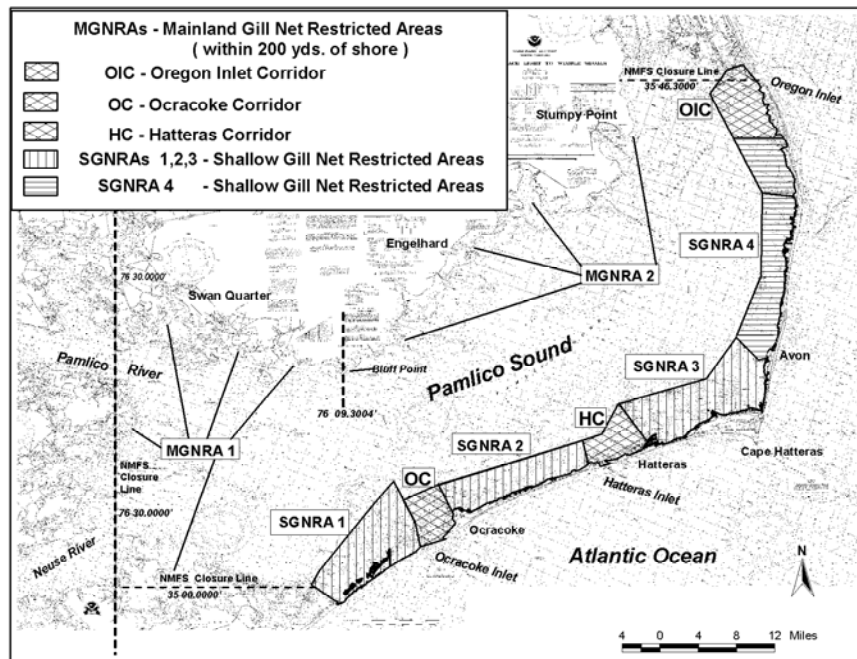 MGNRAs - Mainland Gill Net Restricted Areas
( within 200 yds. of shore )
OIC - Oregon Inlet Corridor
OC - Ocracoke Corridor
HC - Hatteras Corridor
SGNRAs 1,2,3 - Shallow Gill Net Restricted Areas
SGNRA 4 - Shallow Gill Net Restricted Areas
NMFS Closure Line
35 46.3000'
OIC
Oregon Inlet
Stumpy Point
Engelhard
SGNRA 4
MGNRA 2
76 30.0000'
Swan Quarter
Pamlico River
Bluff Point
Pamlico Sound
SGNRA 3
Avon
76 09.3004'
HC
MGNRA 1
SGNRA 2
Hatteras
Cape Hatteras
NMFS
Closure
Line
OC
Hatteras Inlet
76 30.0000'
SGNRA 1
Ocracoke
Neuse River
Ocracoke Inlet
Atlantic Ocean
N
NMFS Closure Line
35 00.0000'
4 0 4 8 12 Miles